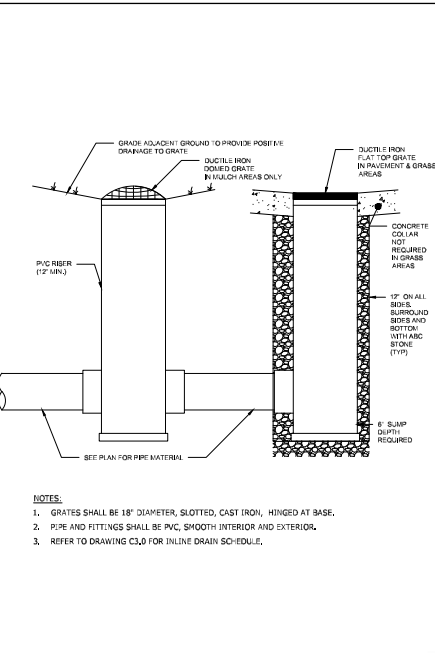 GRADE ADJACENT GROUND TO PROVIDE POSITIVE
DRAINAGE TO GRATE
DUCTILE IRON
DOMED GRATE
IN MULCH AREAS ONLY
DUCTILE IRON
FLAT TOP GRATE
IN PAVEMENT & GRASS
AREAS
CONCRETE
COLLAR
NOT
REQUIRED
IN GRASS
AREAS
PVC RISER
(12" MIN.)
12" ON ALL
SIDES.
SURROUND
SIDES AND
BOTTOM
WITH ABC
STONE
(TYP)
6" SUMP
DEPTH
REQUIRED
SEE PLAN FOR PIPE MATERIAL
NOTES:
1. GRATES SHALL BE 18" DIAMETER, SLOTTED, CAST IRON, HINGED AT BASE.
2. PIPE AND FITTINGS SHALL BE PVC, SMOOTH INTERIOR AND EXTERIOR.
3. REFER TO DRAWING C3.0 FOR INLINE DRAIN SCHEDULE.